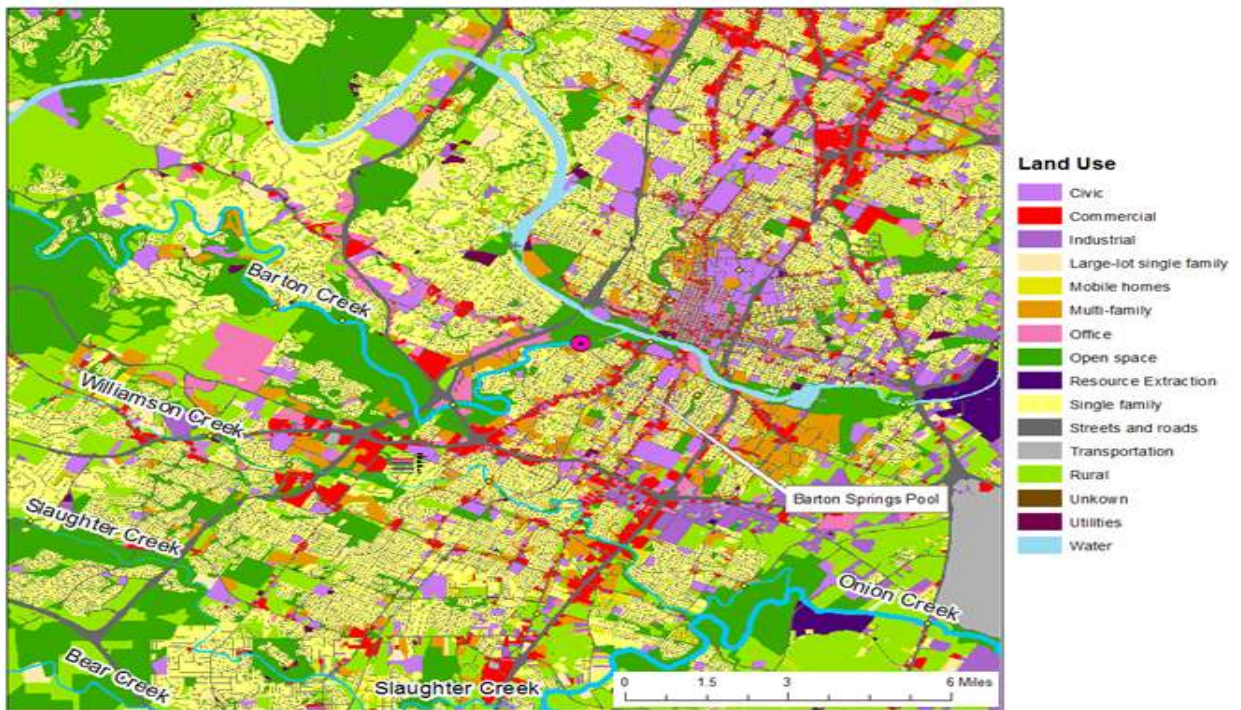 Barton Creek
Williamson Creek
Slaughter Creek
Bear Creek
Slaughter Creek
Onion Creek
Barton Springs Pool
0 1.5 3 6 Miles
Land Use
Civic
Commercial
Industrial
Large-lot single family
Mobile homes
Multi-family
Office
Open space
Resource Extraction
Single family
Streets and roads
Transportation
Rural
Unkown
Utilities
Water